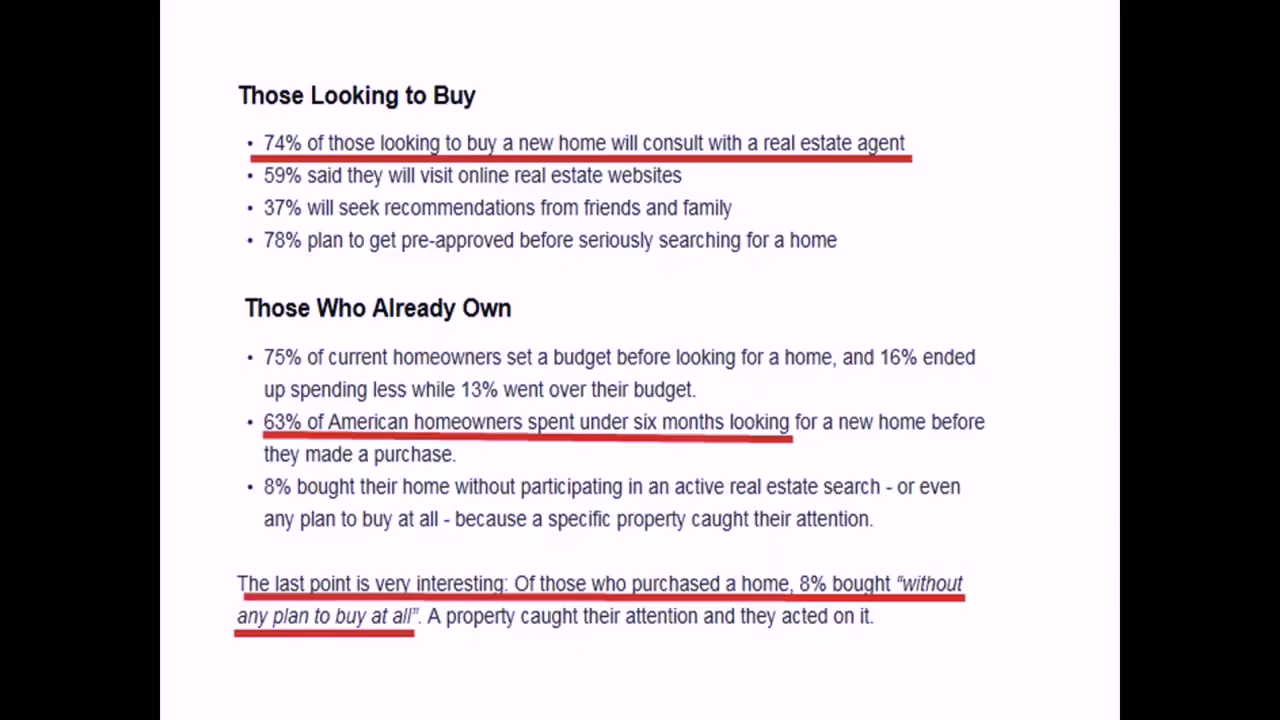 Those Looking to Buy
• 74% of those looking to buy a new home will consult with a real estate agent
• 59% said they will visit online real estate websites
• 37% will seek recommendations from friends and family
• 78% plan to get pre-approved before seriously searching for a home
Those Who Already Own
• 75% of current homeowners set a budget before looking for a home, and 16% ended
up spending less while 13% went over their budget.
• 63% of American homeowners spent under six months looking for a new home before
they made a purchase.
• 8% bought their home without participating in an active real estate search - or even
any plan to buy at all - because a specific property caught their attention.
The last point is very interesting: Of those who purchased a home, 8% bought “without
any plan to buy at all”. A property caught their attention and they acted on it.